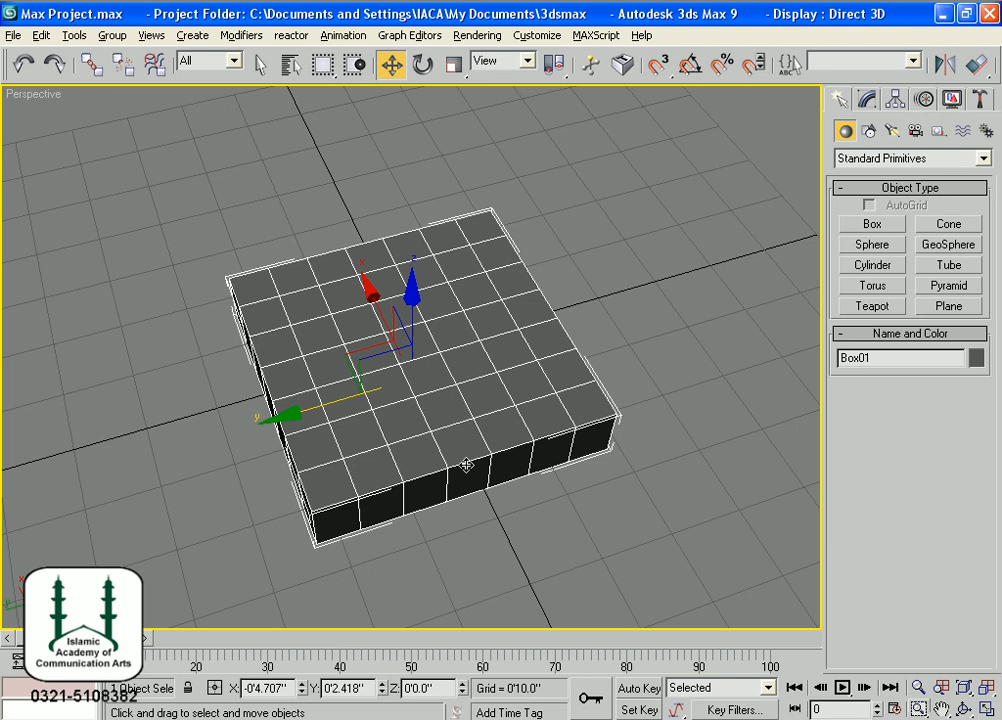 Max Project.max - Project Folder: C:\Documents and Settings\IACA\My Documents\3dsmax - Autodesk 3ds Max 9 - Display : Direct 3D
File Edit Tools Group Views Create Modifiers reactor Animation Graph Editors Rendering Customize MAXScript Help
All View
Perspective
Standard Primitives
- Object Type
AutoGrid
Box Cone
Sphere GeoSphere
Cylinder Tube
Torus Pyramid
Teapot Plane
- Name and Color
Box01
x z
y
Islamic
Academy of
Communication Arts
0321-5108382
20 30 40 50 60 70 80 90 100
1 Object Sele X: -0'4.707" Y: 0'2.418" Z: 0'0.0" Grid = 0'10.0" Auto Key Selected
Click and drag to select and move objects Add Time Tag Set Key Key Filters... 0